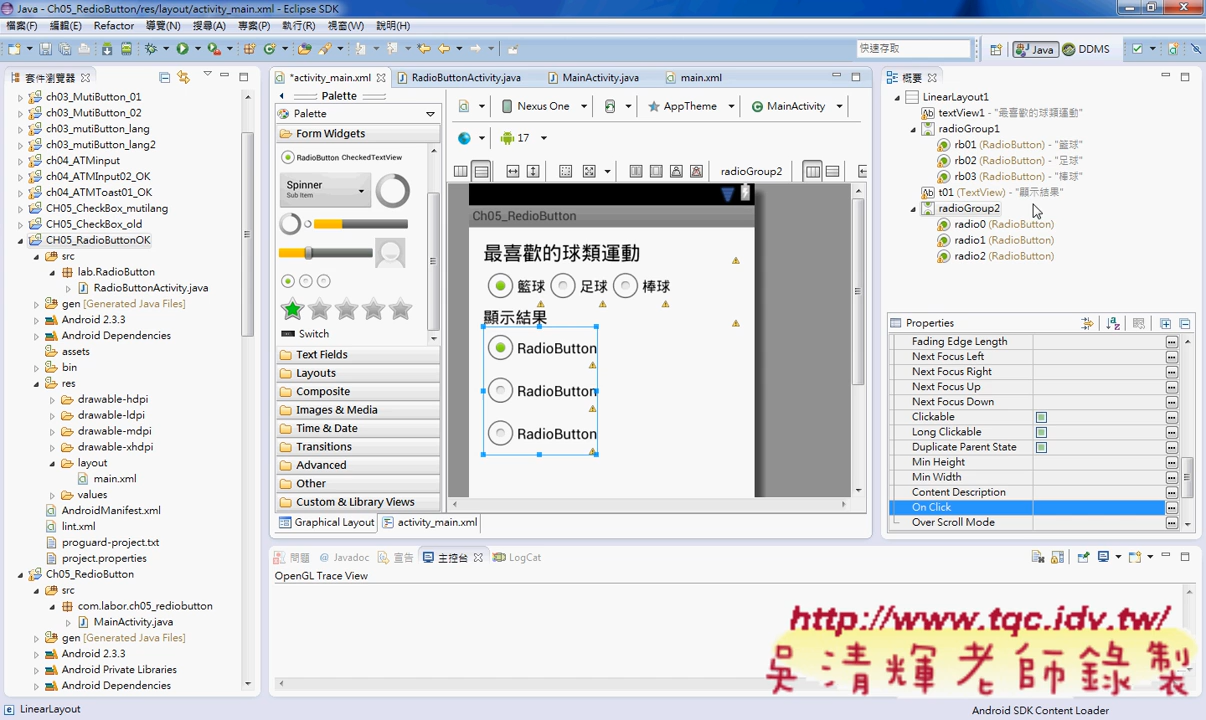 Java - Ch05_RedioButton/res/layout/activity_main.xml - Eclipse SDK
檔案(F) 編輯(E) Refactor 導覽(N) 搜尋(A) 專案(P) 執行(R) 視窗(W) 說明(H)
快速存取
Java
DDMS
套件瀏覽器
ch03_MutiButton_01
ch03_MutiButton_02
ch03_mutiButton_lang
ch03_mutiButton_lang2
ch04_ATMinput
ch04_ATMinput02_OK
ch04_ATMToast01_OK
CH05_CheckBox_mutilang
CH05_CheckBox_old
CH05_RadioButtonOK
src
lab.RadioButton
RadioButtonActivity.java
gen [Generated Java Files]
Android 2.3.3
Android Dependencies
assets
bin
res
drawable-hdpi
drawable-ldpi
drawable-mdpi
drawable-xhdpi
layout
main.xml
values
AndroidManifest.xml
lint.xml
proguard-project.txt
project.properties
Ch05_RedioButton
src
com.labor.ch05_rediobutton
MainActivity.java
gen [Generated Java Files]
Android 2.3.3
Android Private Libraries
Android Dependencies
*activity_main.xml
RadioButtonActivity.java
MainActivity.java
main.xml
Palette
Palette
Form Widgets
RadioButton CheckedTextView
Spinner
Sub Item
Switch
Text Fields
Layouts
Composite
Images & Media
Time & Date
Transitions
Advanced
Other
Custom & Library Views
Nexus One
AppTheme
MainActivity
17
radioGroup2
Ch05_RedioButton
最喜歡的球類運動
籃球 足球 棒球
顯示結果
RadioButton
RadioButton
RadioButton
Graphical Layout
activity_main.xml
概要
LinearLayout1
textView1 - "最喜歡的球類運動"
radioGroup1
rb01 (RadioButton) - "籃球"
rb02 (RadioButton) - "足球"
rb03 (RadioButton) - "棒球"
t01 (TextView) - "顯示結果"
radioGroup2
radio0 (RadioButton)
radio1 (RadioButton)
radio2 (RadioButton)
Properties
Fading Edge Length
Next Focus Left
Next Focus Right
Next Focus Up
Next Focus Down
Clickable
Long Clickable
Duplicate Parent State
Min Height
Min Width
Content Description
On Click
Over Scroll Mode
問題
Javadoc
宣告
主控台
LogCat
OpenGL Trace View
http://www.tqc.idv.tw/
吳清輝老師錄製
LinearLayout
Android SDK Content Loader